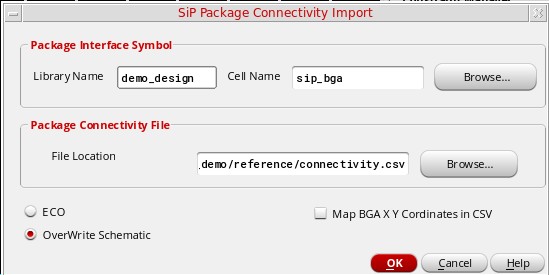 SiP Package Connectivity Import
Package Interface Symbol
Library Name demo_design Cell Name sip_bga Browse...
Package Connectivity File
File Location _demo/reference/connectivity.csv Browse...
ECO Map BGA X Y Cordinates in CSV
OverWrite Schematic
OK Cancel Help